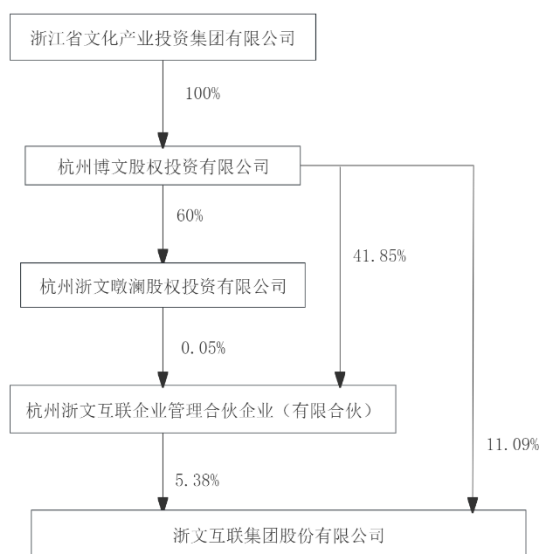 浙江省文化产业投资集团有限公司
100%
杭州博文股权投资有限公司
60%
41.85%
杭州浙文暾澜股权投资有限公司
0.05%
杭州浙文互联企业管理合伙企业（有限合伙）
11.09%
5.38%
浙文互联集团股份有限公司